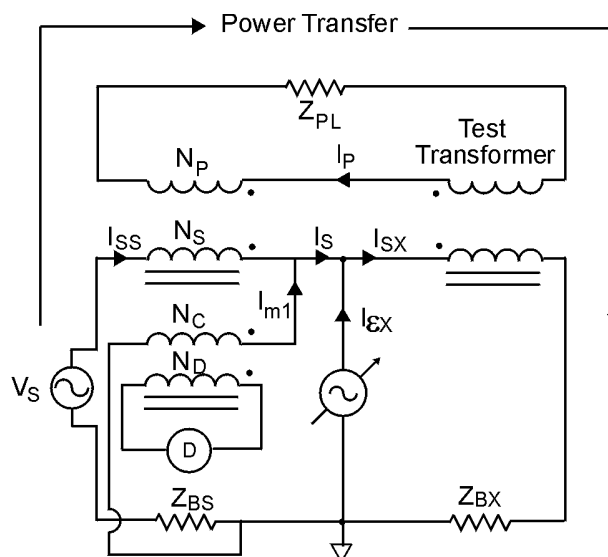 Power Transfer
Z_PL
Test
Transformer
N_P
I_P
I_SS
N_S
I_S
I_SX
I_m1
N_C
I_εX
N_D
V_S
D
Z_BS
Z_BX